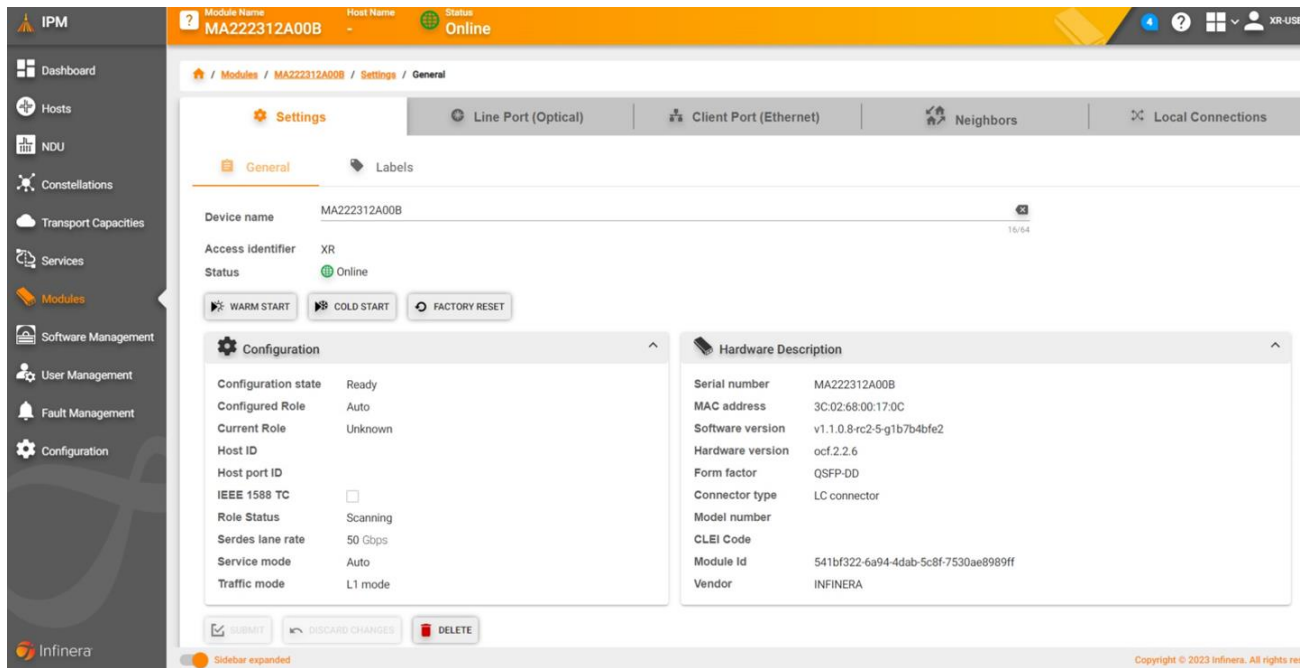 IPM
Module Name
MA222312A00B
Host Name
-
Status
Online
4
XR-USE
Dashboard
Hosts
NDU
Constellations
Transport Capacities
Services
Modules
Software Management
User Management
Fault Management
Configuration
Infinera
/ Modules / MA222312A00B / Settings / General
Settings
Line Port (Optical)
Client Port (Ethernet)
Neighbors
Local Connections
General
Labels
Device name MA222312A00B
16/64
Access identifier XR
Status Online
WARM START
COLD START
FACTORY RESET
Configuration
Configuration state Ready
Configured Role Auto
Current Role Unknown
Host ID
Host port ID
IEEE 1588 TC
Role Status Scanning
Serdes lane rate 50 Gbps
Service mode Auto
Traffic mode L1 mode
Hardware Description
Serial number MA222312A00B
MAC address 3C:02:68:00:17:0C
Software version v1.1.0.8-rc2-5-g1b7b4bfe2
Hardware version ocf.2.2.6
Form factor QSFP-DD
Connector type LC connector
Model number
CLEI Code
Module Id 541bf322-6a94-4dab-5c8f-7530ae8989ff
Vendor INFINERA
SUBMIT
DISCARD CHANGES
DELETE
Sidebar expanded
Copyright © 2023 Infinera. All rights res